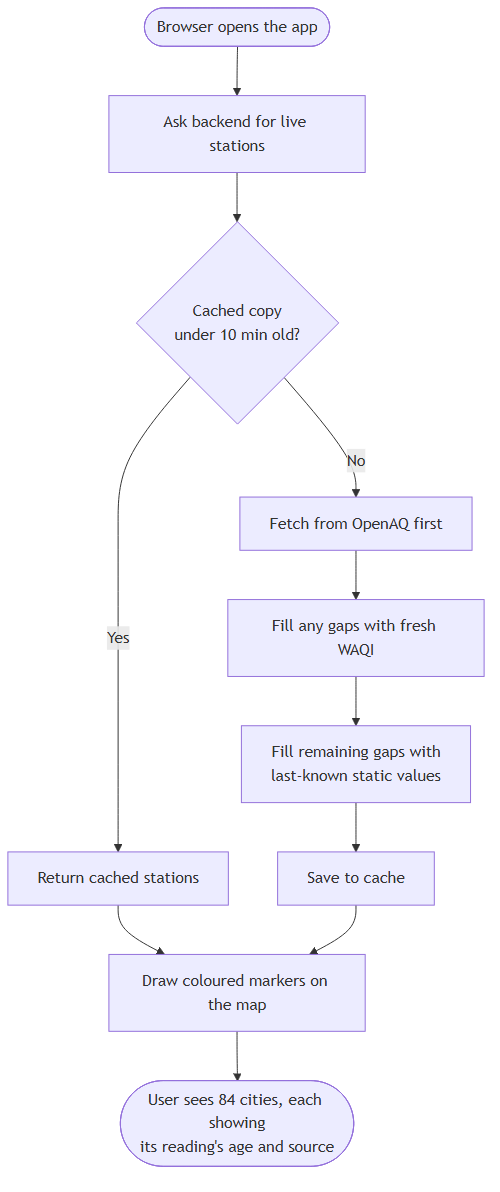 Browser opens the app
Ask backend for live
stations
Cached copy
under 10 min old?
No
Fetch from OpenAQ first
Fill any gaps with fresh
WAQI
Yes
Fill remaining gaps with
last-known static values
Return cached stations
Save to cache
Draw coloured markers on
the map
User sees 84 cities, each
showing
its reading's age and source